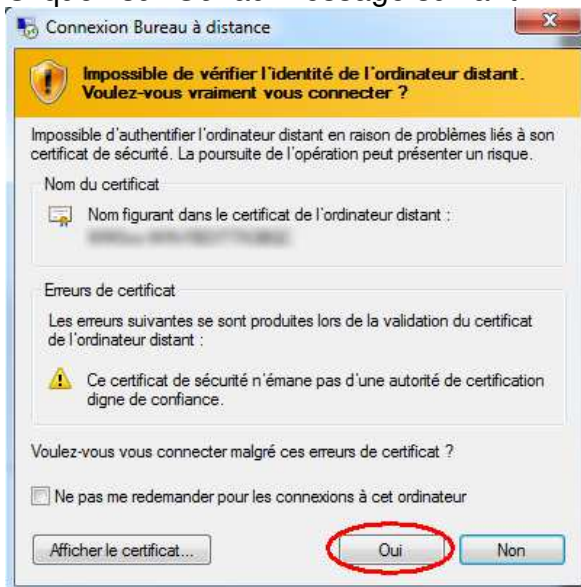 Connexion Bureau à distance
Impossible de vérifier l'identité de l'ordinateur distant.
Voulez-vous vraiment vous connecter ?
Impossible d'authentifier l'ordinateur distant en raison de problèmes liés à son
certificat de sécurité. La poursuite de l'opération peut présenter un risque.
Nom du certificat
Nom figurant dans le certificat de l'ordinateur distant :
Erreurs de certificat
Les erreurs suivantes se sont produites lors de la validation du certificat
de l'ordinateur distant :
Ce certificat de sécurité n'émane pas d'une autorité de certification
digne de confiance.
Voulez-vous vous connecter malgré ces erreurs de certificat ?
Ne pas me redemander pour les connexions à cet ordinateur
Afficher le certificat...
Oui
Non